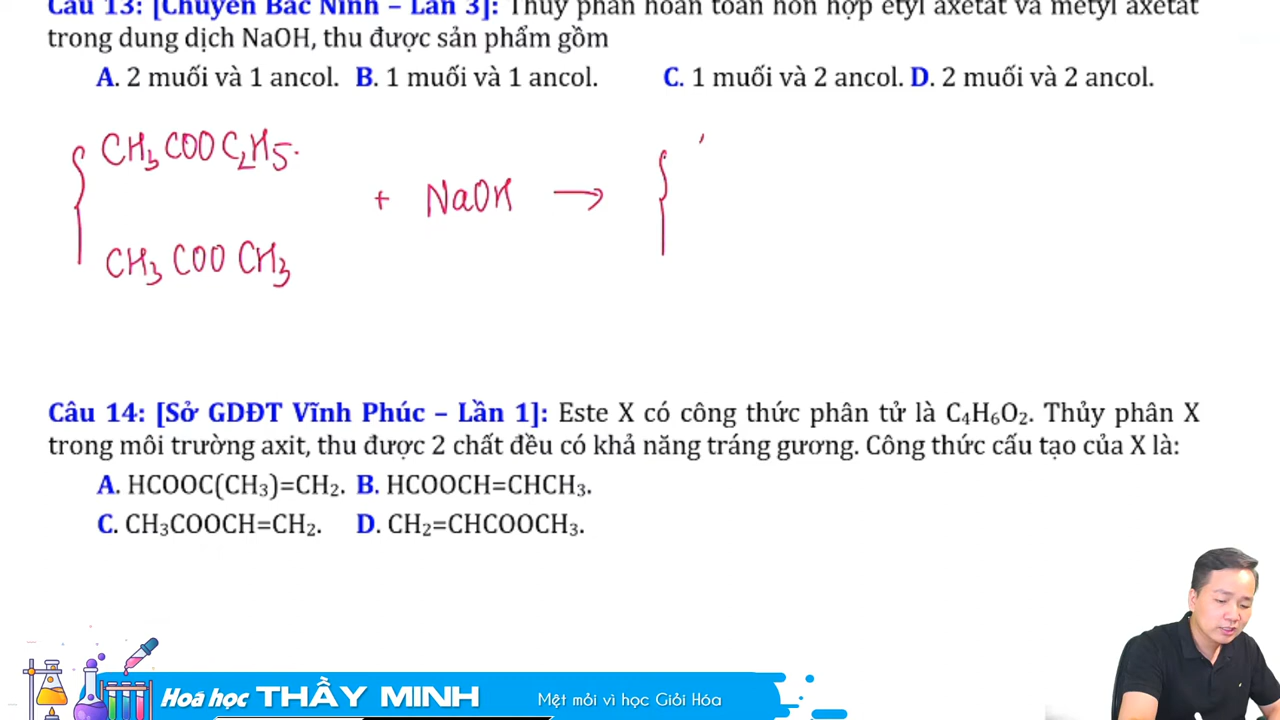 Câu 13: [Chuyên Bắc Ninh – Lần 3]: Thủy phân hoàn toàn hỗn hợp etyl axetat và metyl axetat
trong dung dịch NaOH, thu được sản phẩm gồm
A. 2 muối và 1 ancol. B. 1 muối và 1 ancol. C. 1 muối và 2 ancol. D. 2 muối và 2 ancol.
CH₃COOC₂H₅
+ NaOH →
CH₃COOCH₃
Câu 14: [Sở GDĐT Vĩnh Phúc – Lần 1]: Este X có công thức phân tử là C₄H₆O₂. Thủy phân X
trong môi trường axit, thu được 2 chất đều có khả năng tráng gương. Công thức cấu tạo của X là:
A. HCOOC(CH₃)=CH₂. B. HCOOCH=CHCH₃.
C. CH₃COOCH=CH₂. D. CH₂=CHCOOCH₃.
Hoá học THẦY MINH Mệt mỏi vì học Giỏi Hóa